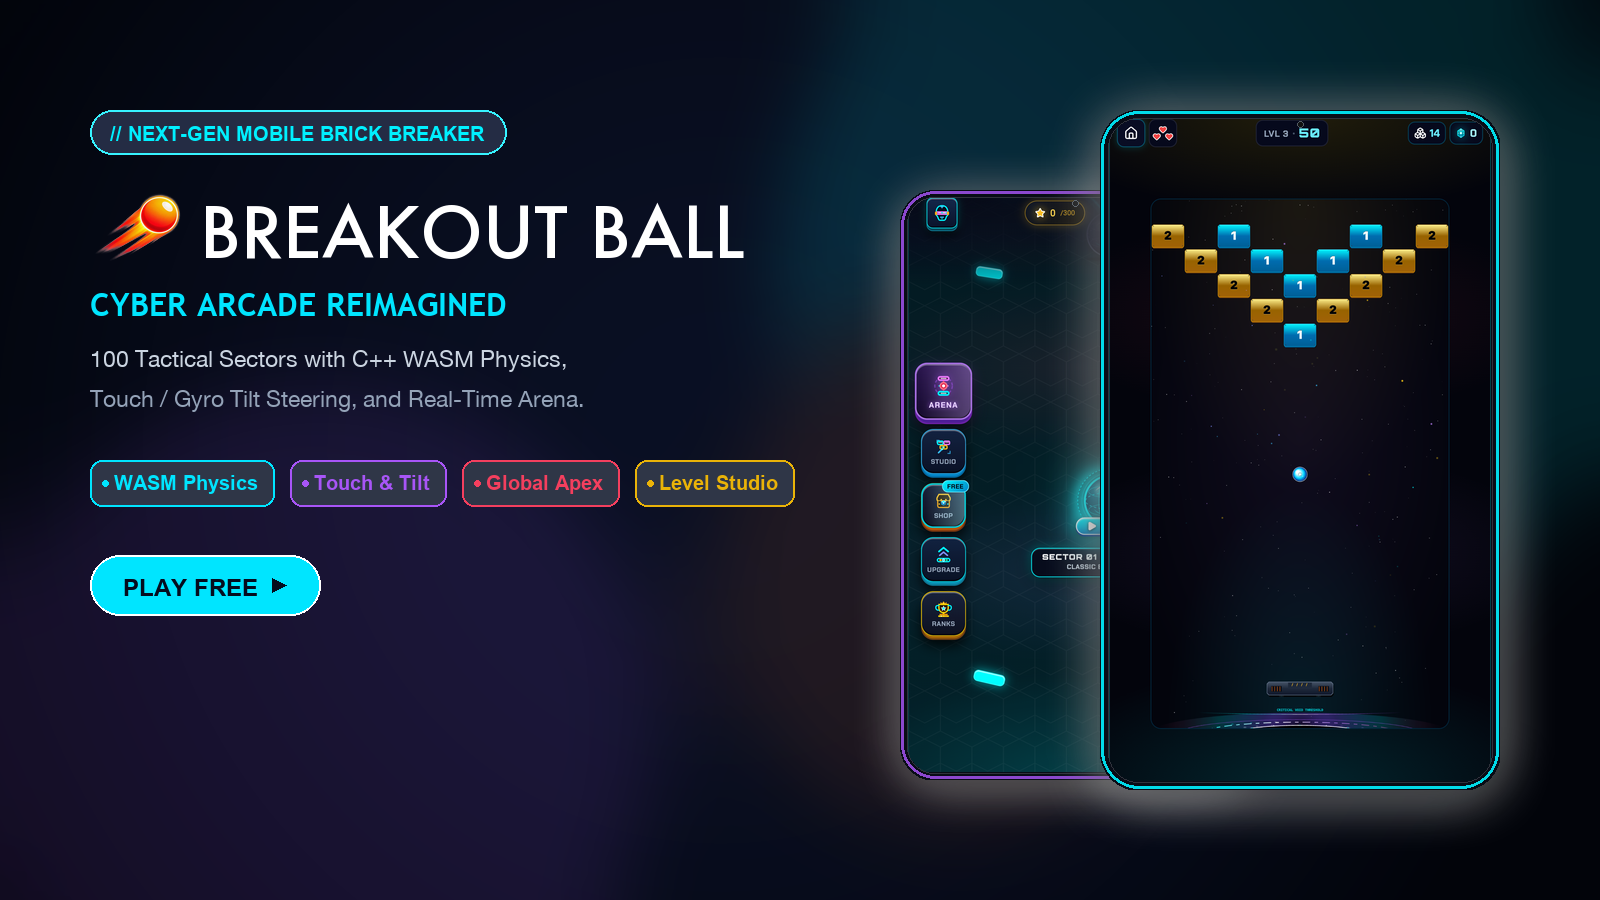 // NEXT-GEN MOBILE BRICK BREAKER
BREAKOUT BALL
CYBER ARCADE REIMAGINED
100 Tactical Sectors with C++ WASM Physics,
Touch / Gyro Tilt Steering, and Real-Time Arena.
WASM Physics
Touch & Tilt
Global Apex
Level Studio
PLAY FREE
0 /300
ARENA
STUDIO
FREE
SHOP
UPGRADE
RANKS
SECTOR 01
CLASSIC
LVL 3 · 50
14
0
2 1 1 2
2 1 1 2
2 1 2
2 2
1